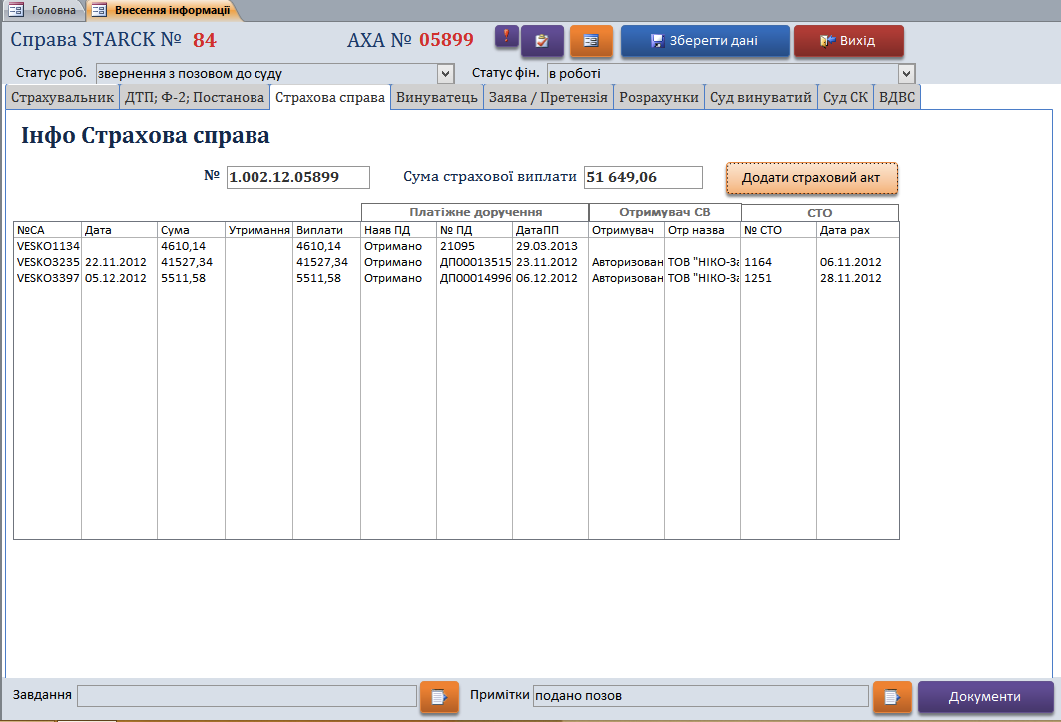 Головна Внесення інформації
Справа STARCK № 84 АХА № 05899 ! Зберегти дані Вихід
Статус роб. звернення з позовом до суду Статус фін. в роботі
Страхувальник ДТП; Ф-2; Постанова Страхова справа Винуватець Заява / Претензія Розрахунки Суд винуватий Суд СК ВДВС
Інфо Страхова справа
№ 1.002.12.05899 Сума страхової виплати 51 649,06 Додати страховий акт
Платіжне доручення Отримувач СВ СТО
№СА Дата Сума Утримання Виплати Наяв ПД № ПД ДатаПП Отримувач Отр назва № СТО Дата рах
VESKO1134 4610,14 4610,14 Отримано 21095 29.03.2013
VESKO3235 22.11.2012 41527,34 41527,34 Отримано ДП00013515 23.11.2012 Авторизован ТОВ "НІКО-За 1164 06.11.2012
VESKO3397 05.12.2012 5511,58 5511,58 Отримано ДП00014996 06.12.2012 Авторизован ТОВ "НІКО-За 1251 28.11.2012
Завдання Примітки подано позов Документи